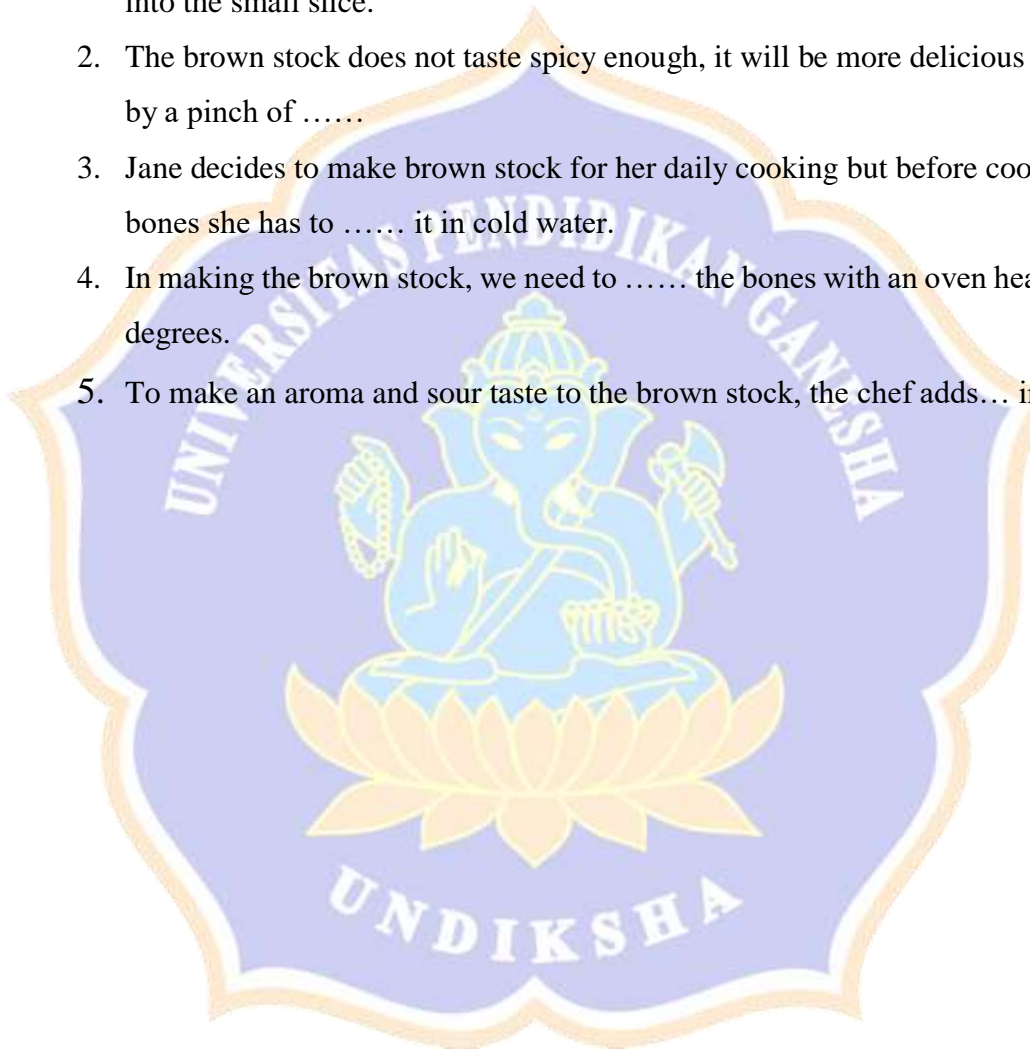 into the small slice.
2. The brown stock does not taste spicy enough, it will be more delicious
by a pinch of ……
3. Jane decides to make brown stock for her daily cooking but before
bones she has to …… it in cold water.
4. In making the brown stock, we need to …… the bones with an oven
degrees.
5. To make an aroma and sour taste to the brown stock, the chef adds…
UNIVERSITAS PENDIDIKAN GANESHA
UNDIKSHA